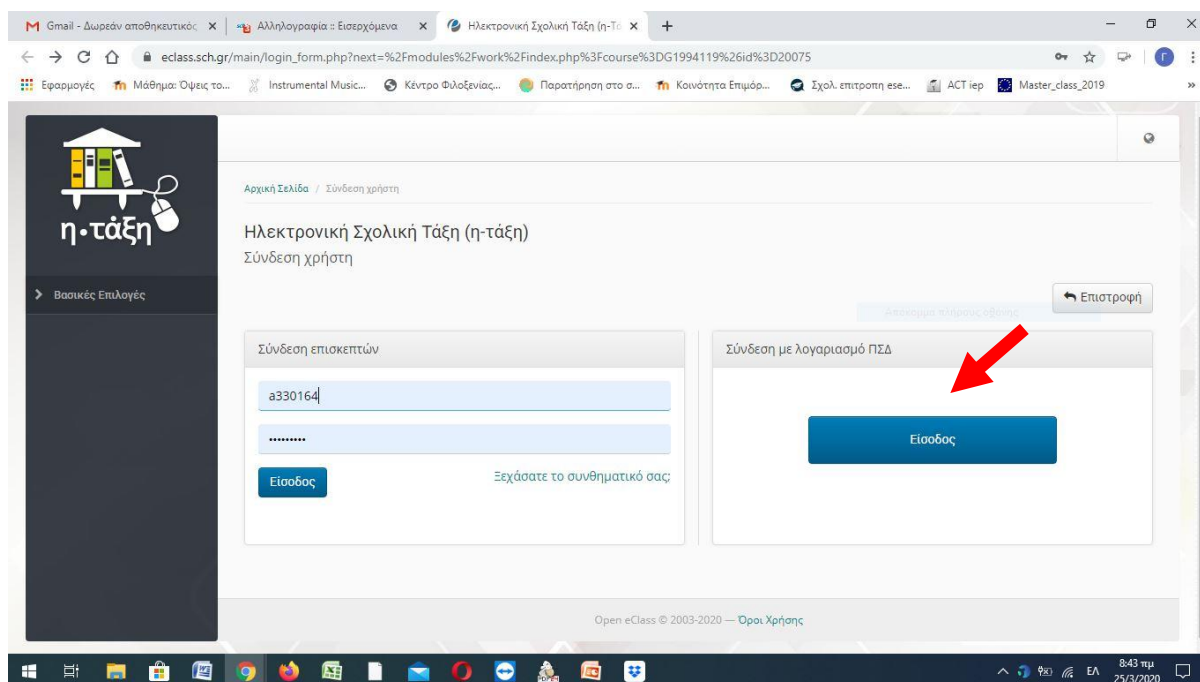 Gmail - Δωρεάν αποθηκευτικός
Αλληλογραφία :: Εισερχόμενα
Ηλεκτρονική Σχολική Τάξη (η-Τά
eclass.sch.gr/main/login_form.php?next=%2Fmodules%2Fwork%2Findex.php%3Fcourse%3DG1994119%26id%3D20075
Γ
Εφαρμογές
Μάθημα: Όψεις το...
Instrumental Music...
Κέντρο Φιλοξενίας...
Παρατήρηση στο σ...
Κοινότητα Επιμόρ...
Σχολ. επιτροπη ese...
ACT iep
Master_class_2019
»
η·τάξη
Βασικές Επιλογές
Αρχική Σελίδα / Σύνδεση χρήστη
Ηλεκτρονική Σχολική Τάξη (η-τάξη)
Σύνδεση χρήστη
Επιστροφή
Σύνδεση επισκεπτών
a330164
•••••••••
Είσοδος
Ξεχάσατε το συνθηματικό σας;
Σύνδεση με λογαριασμό ΠΣΔ
Είσοδος
Open eClass © 2003-2020 — Όροι Χρήσης
ΕΛ
8:43 πμ
25/3/2020